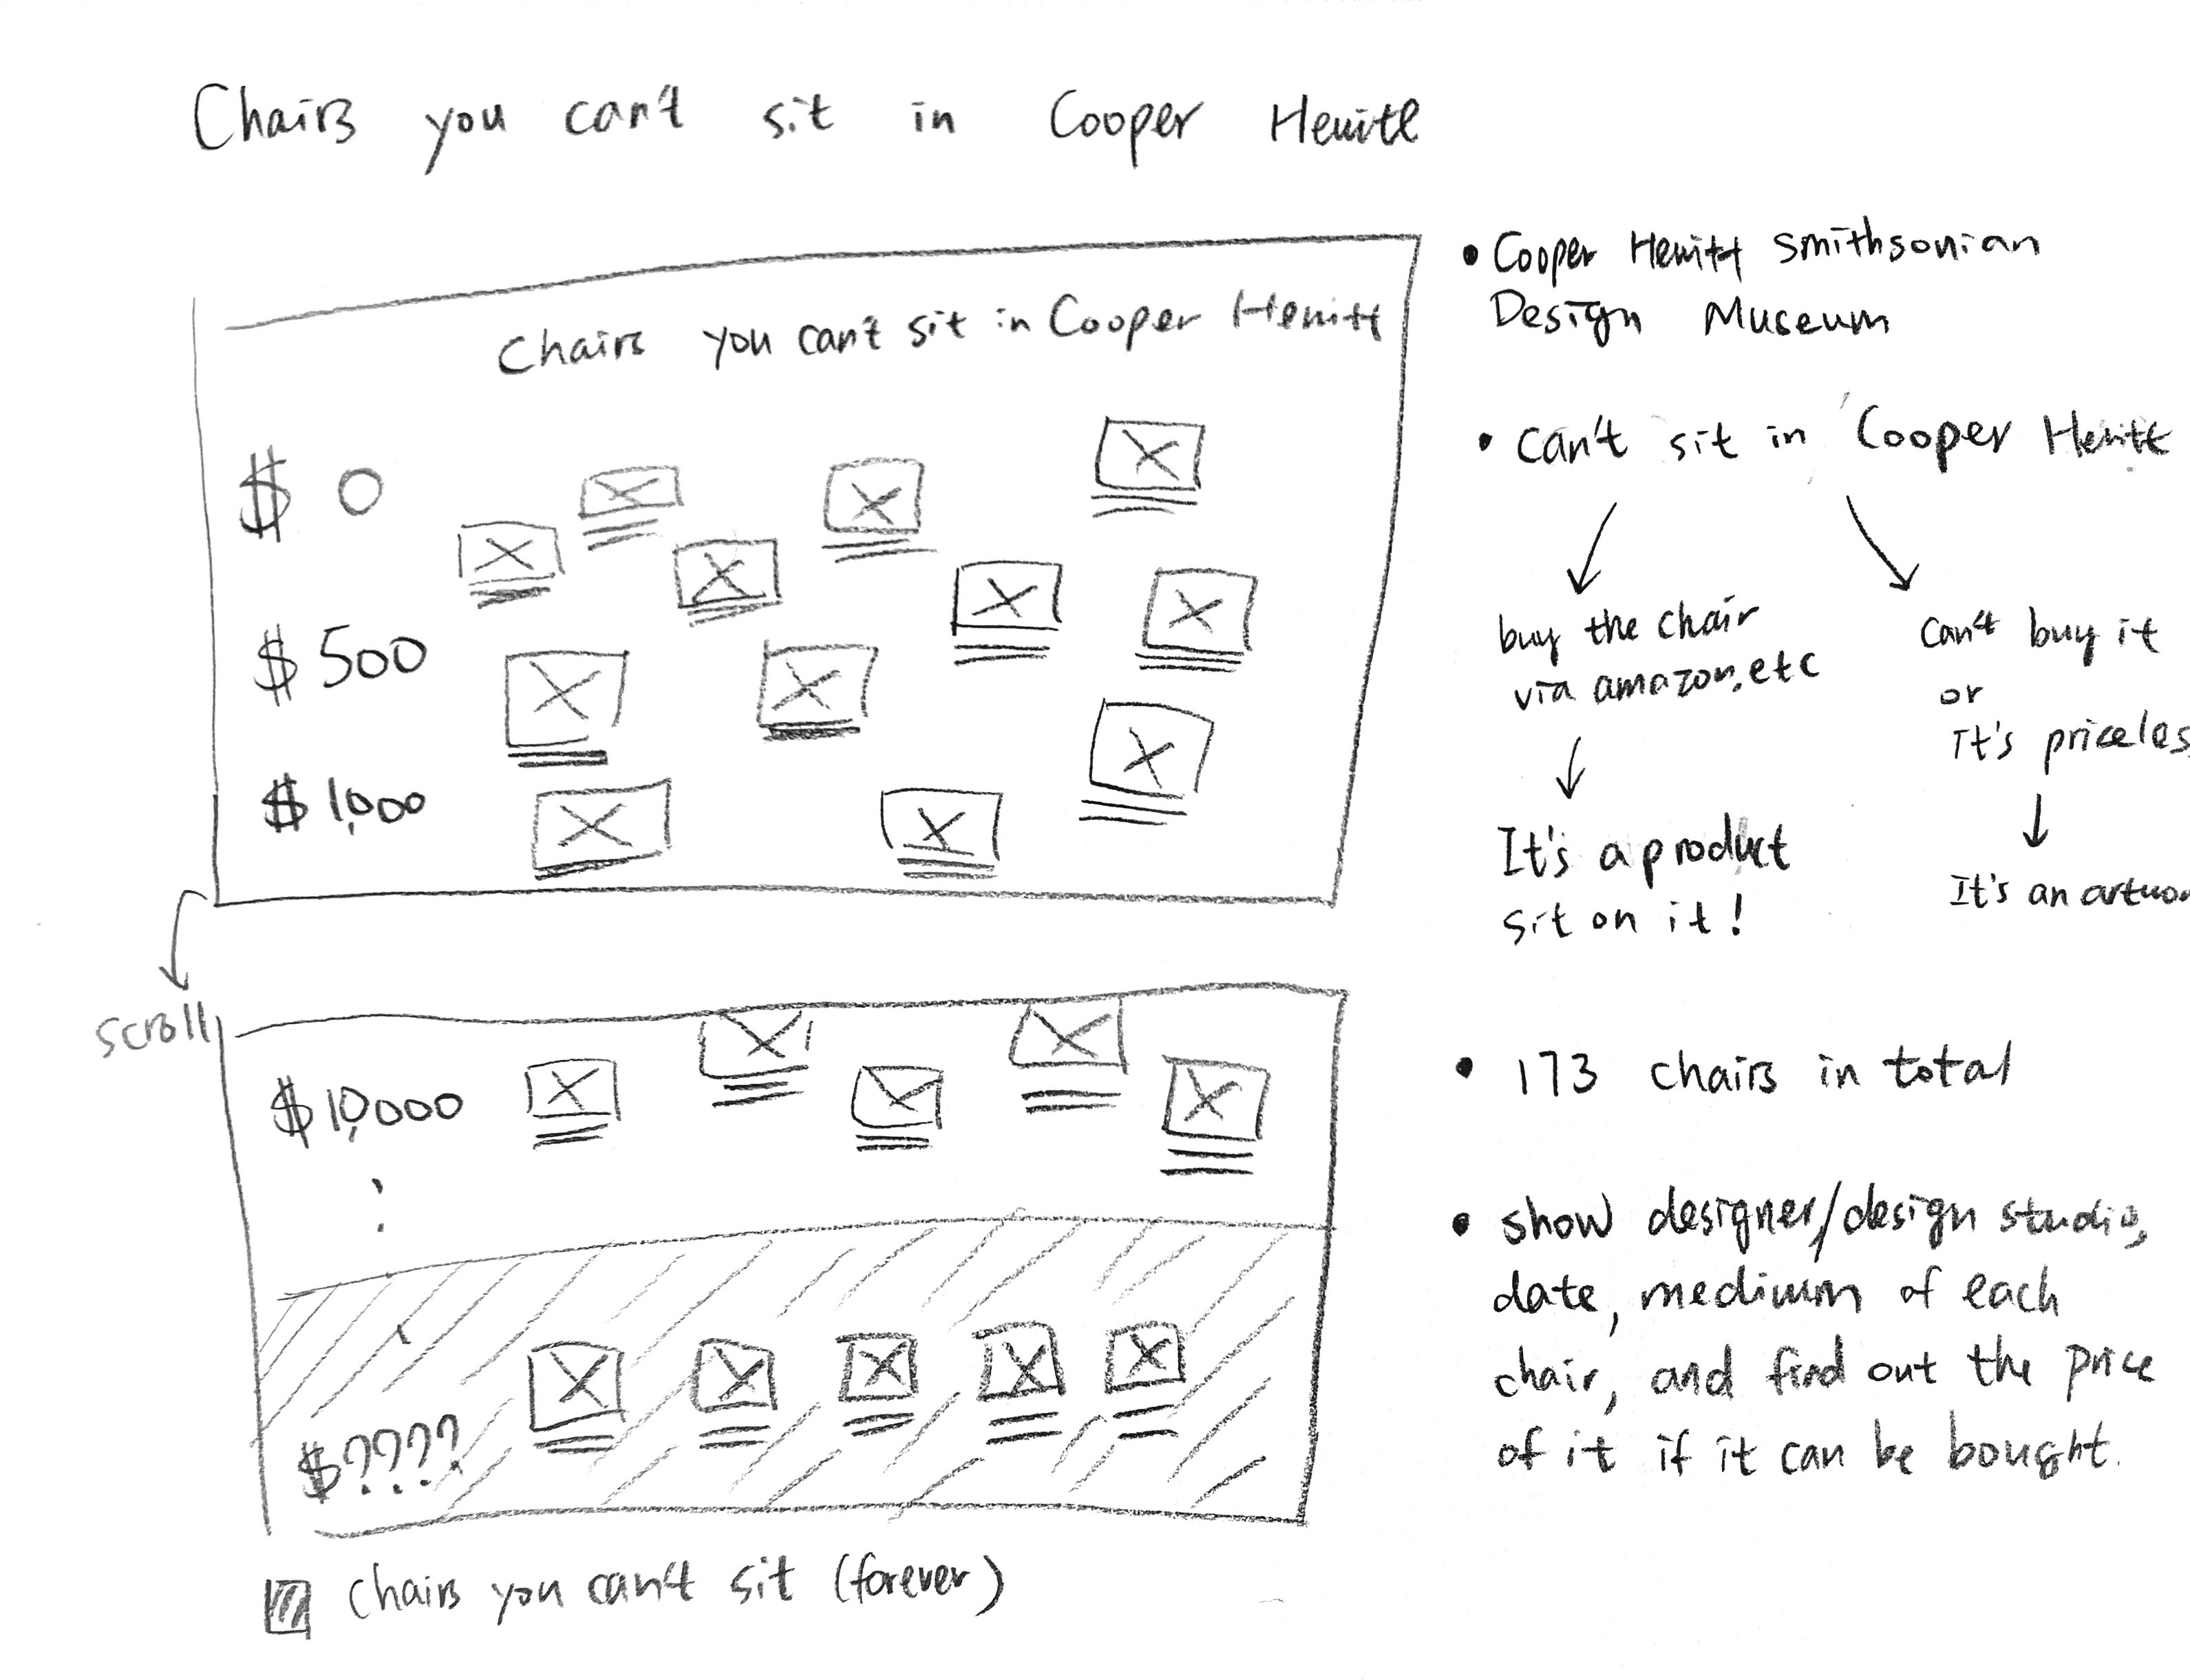 Chairs you can't sit in Cooper Hewitt
Chairs you can't sit in Cooper Hewitt
$ 0
$ 500
$ 1,000
scroll
$ 10,000
$????
chairs you can't sit (forever)
• Cooper Hewitt Smithsonian
Design Museum
• can't sit in Cooper Hewitt
buy the chair
via amazon, etc
It's a product
sit on it!
can't buy it
or
It's priceles
It's an artwo
• 173 chairs in total
• show designer/design studio,
date, medium of each
chair, and find out the price
of it if it can be bought.